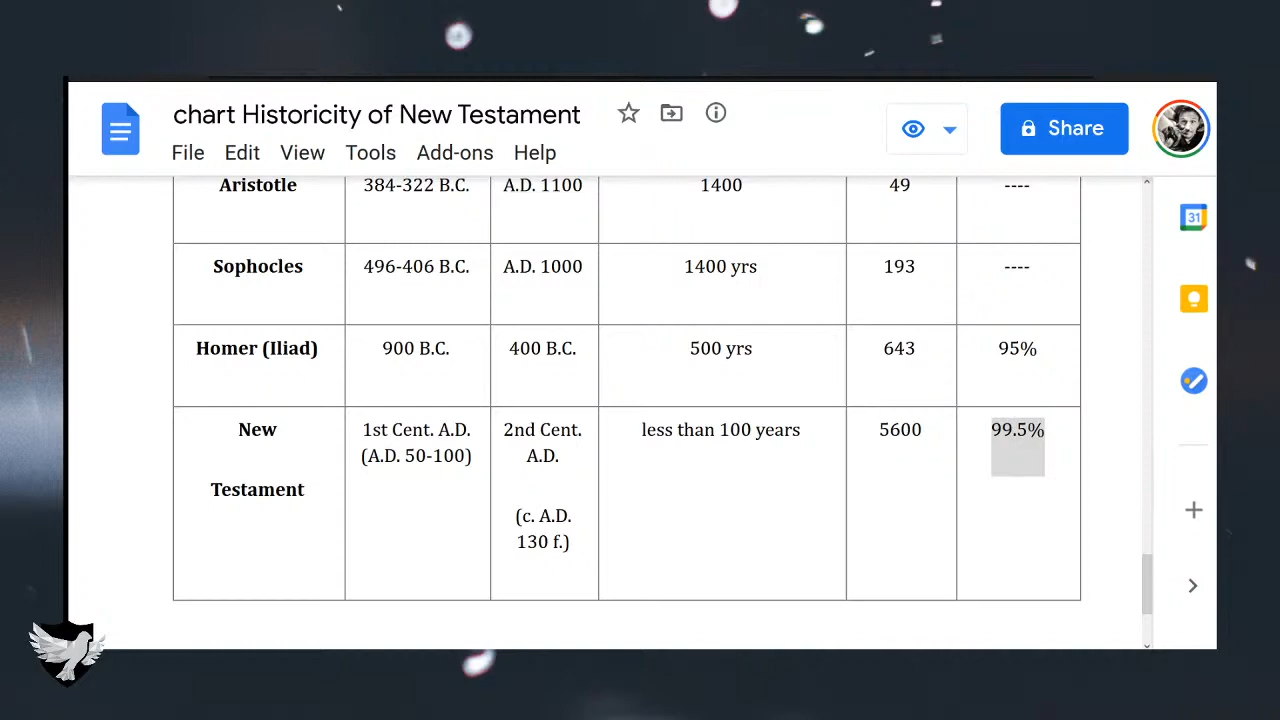 chart Historicity of New Testament
File Edit View Tools Add-ons Help
Share
31
Aristotle 384-322 B.C. A.D. 1100 1400 49 ----
Sophocles 496-406 B.C. A.D. 1000 1400 yrs 193 ----
Homer (Iliad) 900 B.C. 400 B.C. 500 yrs 643 95%
New 1st Cent. A.D. 2nd Cent. less than 100 years 5600 99.5%
(A.D. 50-100) A.D.
Testament
(c. A.D.
130 f.)